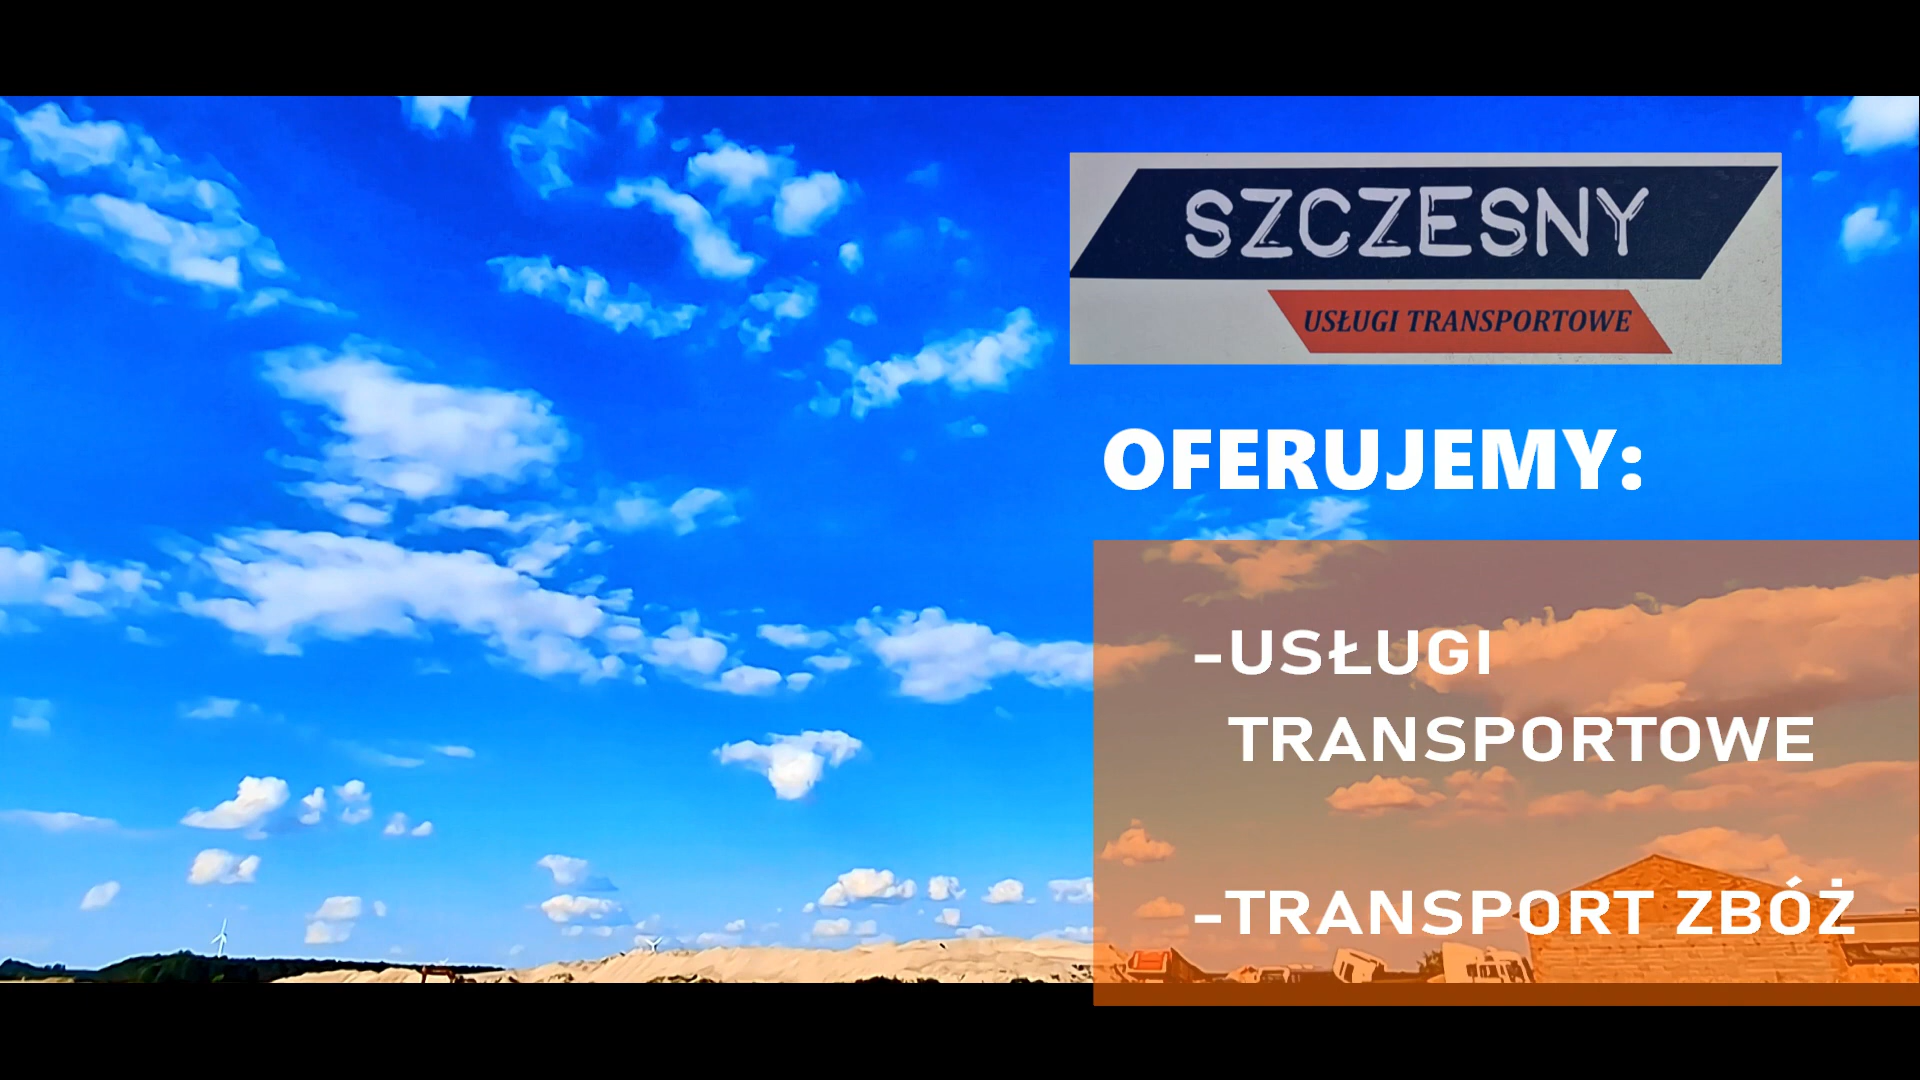 SZCZESNY
USŁUGI TRANSPORTOWE
OFERUJEMY:
-USŁUGI
TRANSPORTOWE
-TRANSPORT ZBÓŻ